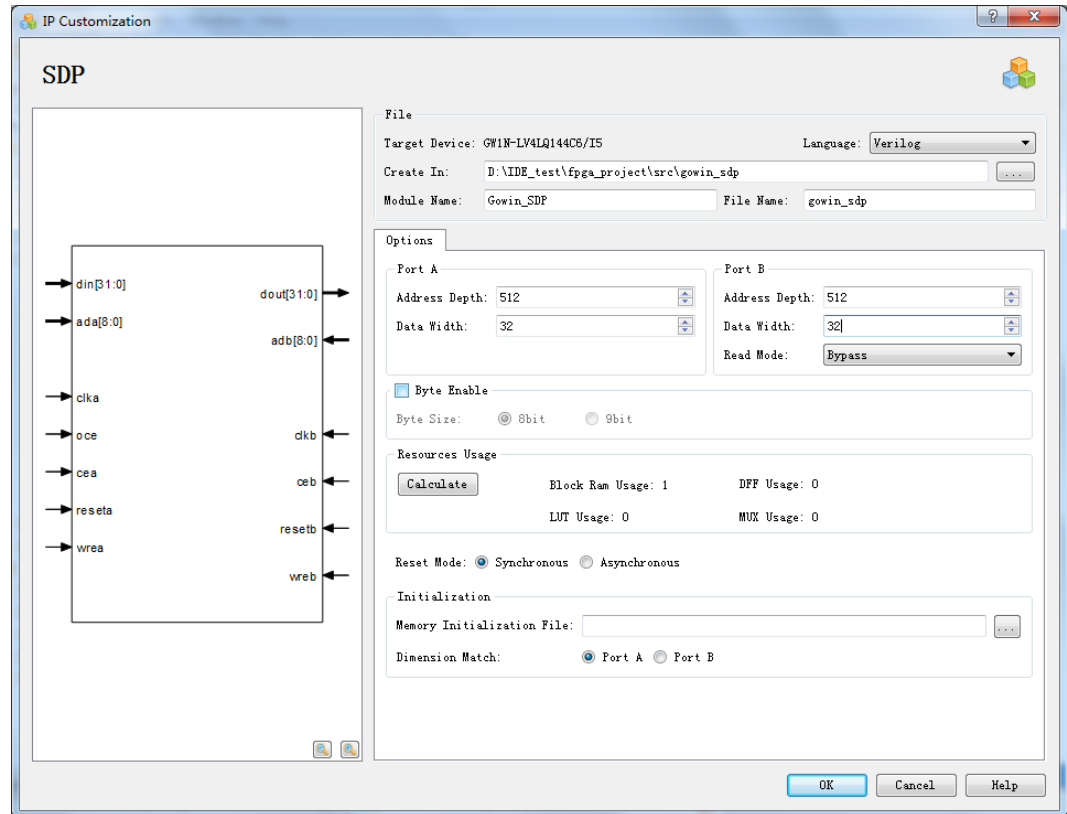 IP Customization
SDP
File
Target Device: GW1N-LV4LQ144C6/I5 Language: Verilog
Create In: D:\IDE_test\fpga_project\src\gowin_sdp ...
Module Name: Gowin_SDP File Name: gowin_sdp
Options
Port A Port B
Address Depth: 512 Address Depth: 512
Data Width: 32 Data Width: 32
Read Mode: Bypass
Byte Enable
Byte Size: 8bit 9bit
Resources Usage
Calculate Block Ram Usage: 1 DFF Usage: 0
LUT Usage: 0 MUX Usage: 0
Reset Mode: Synchronous Asynchronous
Initialization
Memory Initialization File: ...
Dimension Match: Port A Port B
din[31:0]
dout[31:0]
ada[8:0]
adb[8:0]
clka
oce
clkb
cea
ceb
reseta
resetb
wrea
wreb
OK Cancel Help